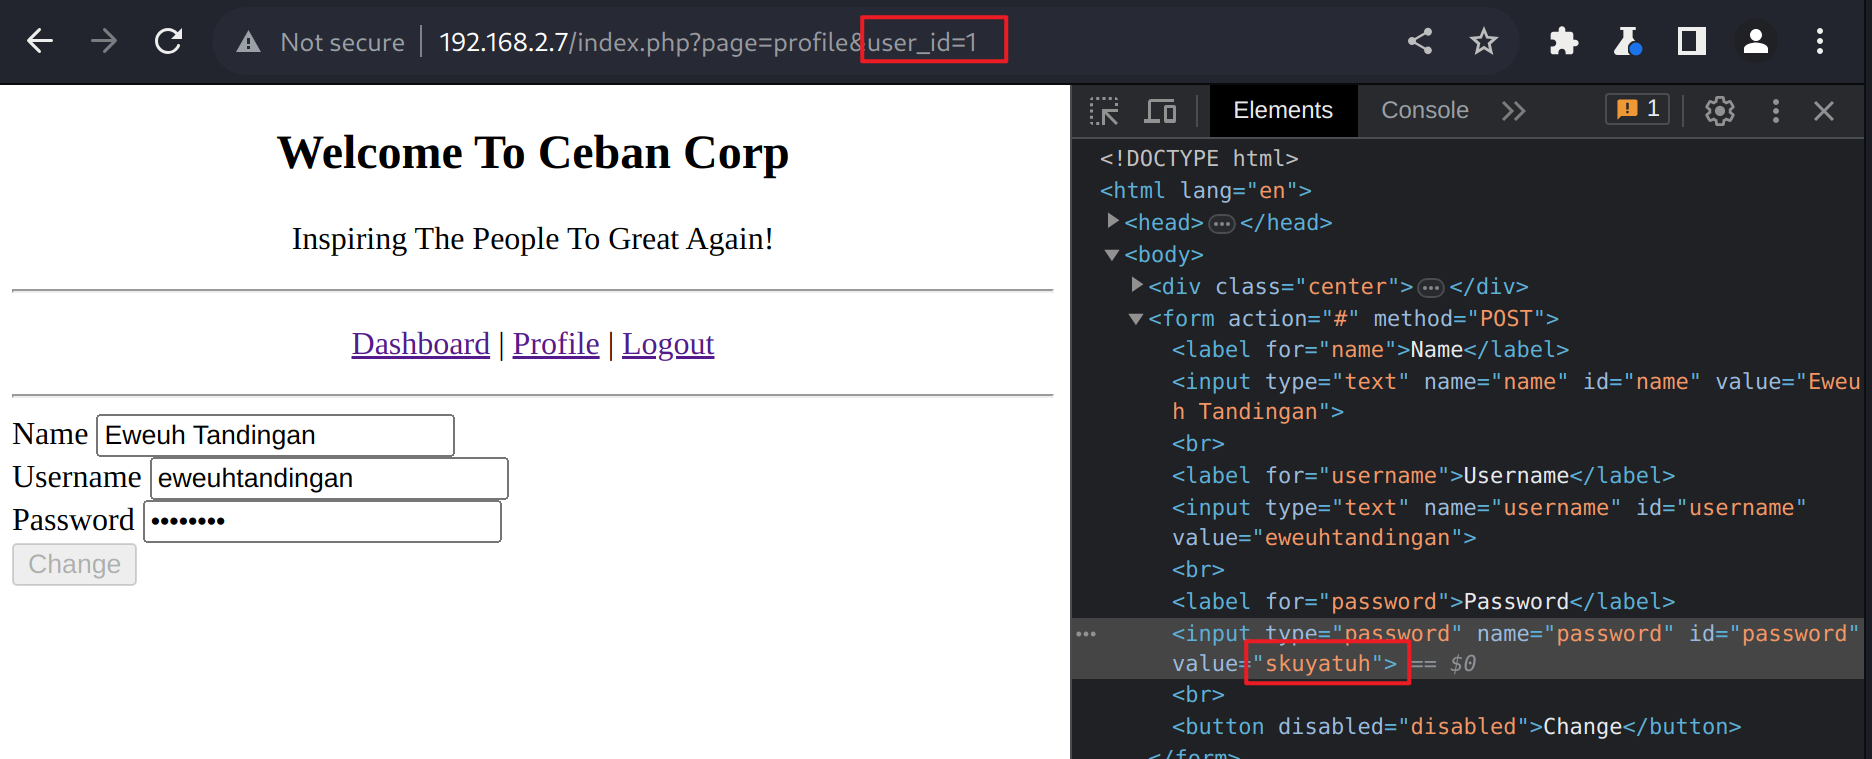 Not secure | 192.168.2.7/index.php?page=profile&user_id=1
Welcome To Ceban Corp
Inspiring The People To Great Again!
Dashboard | Profile | Logout
Name Eweuh Tandingan
Username eweuhtandingan
Password ••••••••
Change
Elements Console 1
<!DOCTYPE html>
<html lang="en">
<head>…</head>
<body>
<div class="center">…</div>
<form action="#" method="POST">
<label for="name">Name</label>
<input type="text" name="name" id="name" value="Eweu
h Tandingan">
<br>
<label for="username">Username</label>
<input type="text" name="username" id="username"
value="eweuhtandingan">
<br>
<label for="password">Password</label>
<input type="password" name="password" id="password"
value="skuyatuh"> == $0
<br>
<button disabled="disabled">Change</button>
</form>